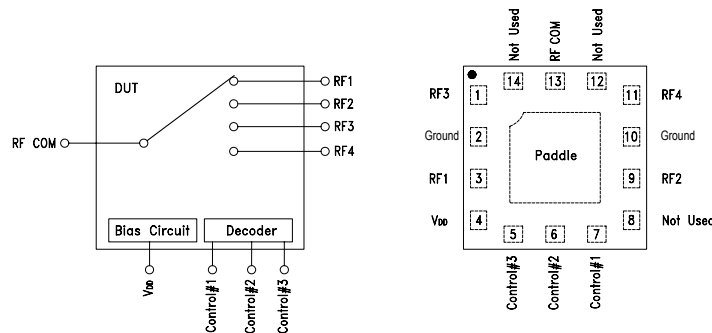 DUT
RF COM
RF1
RF2
RF3
RF4
Bias Circuit
Decoder
VDD
Control#1
Control#2
Control#3
Not Used
RF COM
Not Used
14
13
12
RF3
1
11
RF4
Ground
2
10
Ground
Paddle
RF1
3
9
RF2
VDD
4
8
Not Used
5
6
7
Control#3
Control#2
Control#1